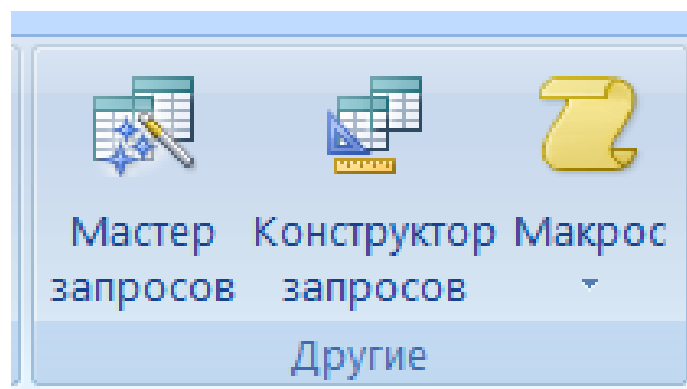 Мастер запросов
Конструктор запросов
Макрос
Другие